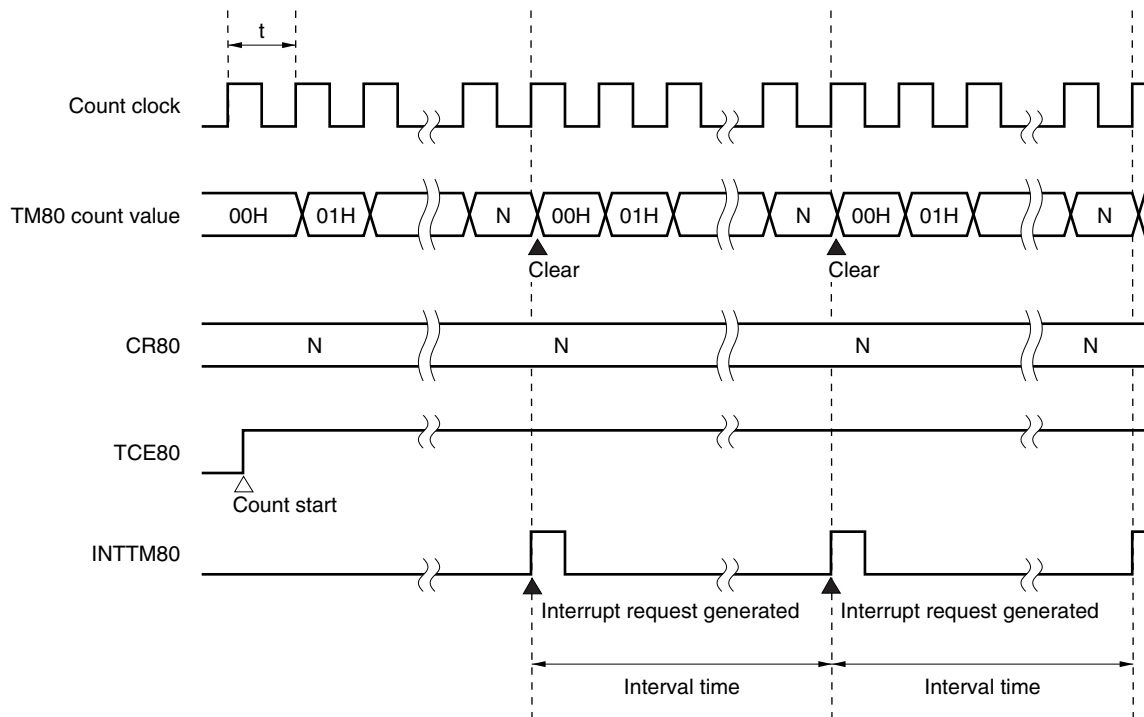 t
Count clock
TM80 count value 00H 01H N 00H 01H N 00H 01H N
Clear Clear
CR80 N N N N
TCE80
Count start
INTTM80
Interrupt request generated Interrupt request generated
Interval time Interval time